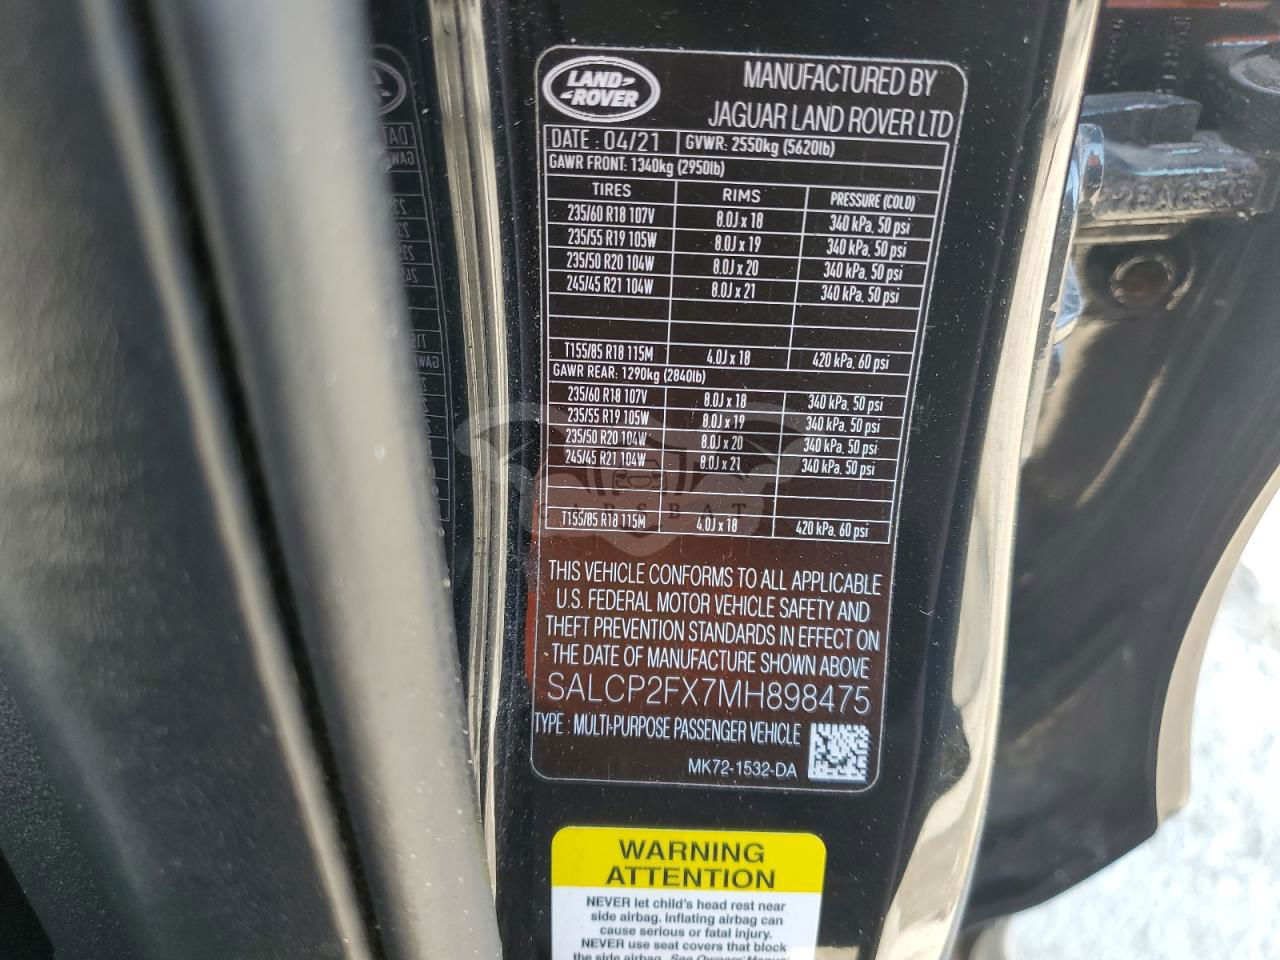 LAND-
-ROVER
MANUFACTURED BY
JAGUAR LAND ROVER LTD
DATE : 04/21 GVWR: 2550kg (5620lb)
GAWR FRONT: 1340kg (2950lb)
TIRES RIMS PRESSURE (COLD)
235/60 R18 107V 8.0J x 18 340 kPa, 50 psi
235/55 R19 105W 8.0J x 19 340 kPa, 50 psi
235/50 R20 104W 8.0J x 20 340 kPa, 50 psi
245/45 R21 104W 8.0J x 21 340 kPa, 50 psi
T155/85 R18 115M 4.0J x 18 420 kPa, 60 psi
GAWR REAR: 1290kg (2840lb)
235/60 R18 107V 8.0J x 18 340 kPa, 50 psi
235/55 R19 105W 8.0J x 19 340 kPa, 50 psi
235/50 R20 104W 8.0J x 20 340 kPa, 50 psi
245/45 R21 104W 8.0J x 21 340 kPa, 50 psi
T155/85 R18 115M 4.0J x 18 420 kPa, 60 psi
THIS VEHICLE CONFORMS TO ALL APPLICABLE
U.S. FEDERAL MOTOR VEHICLE SAFETY AND
THEFT PREVENTION STANDARDS IN EFFECT ON
THE DATE OF MANUFACTURE SHOWN ABOVE
SALCP2FX7MH898475
TYPE : MULTI-PURPOSE PASSENGER VEHICLE
MK72-1532-DA
WARNING
ATTENTION
NEVER let child's head rest near
side airbag. inflating airbag can
cause serious or fatal injury.
NEVER use seat covers that block
the side airbag. See Owners' Manual